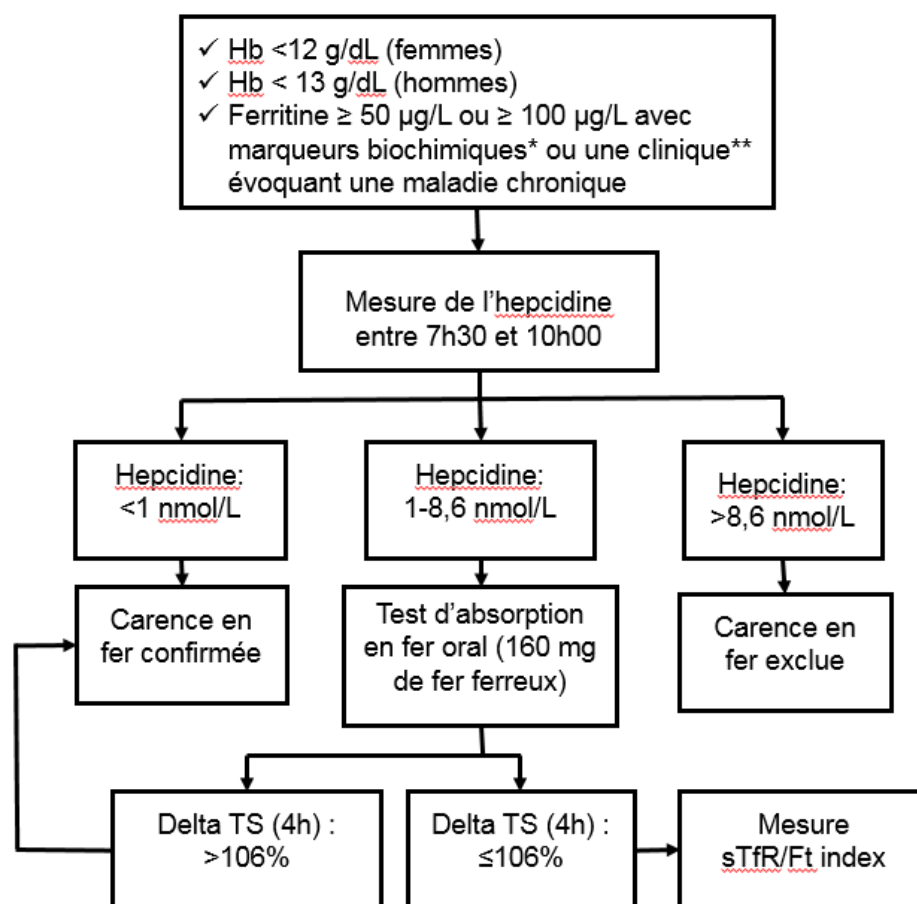 ✓ Hb <12 g/dL (femmes)
✓ Hb < 13 g/dL (hommes)
✓ Ferritine ≥ 50 µg/L ou ≥ 100 µg/L avec
marqueurs biochimiques* ou une clinique**
évoquant une maladie chronique
Mesure de l’hepcidine
entre 7h30 et 10h00
Hepcidine:
<1 nmol/L
Hepcidine:
1-8,6 nmol/L
Hepcidine:
>8,6 nmol/L
Carence en
fer confirmée
Test d’absorption
en fer oral (160 mg
de fer ferreux)
Carence en
fer exclue
Delta TS (4h) :
>106%
Delta TS (4h) :
≤106%
Mesure
sTfR/Ft index